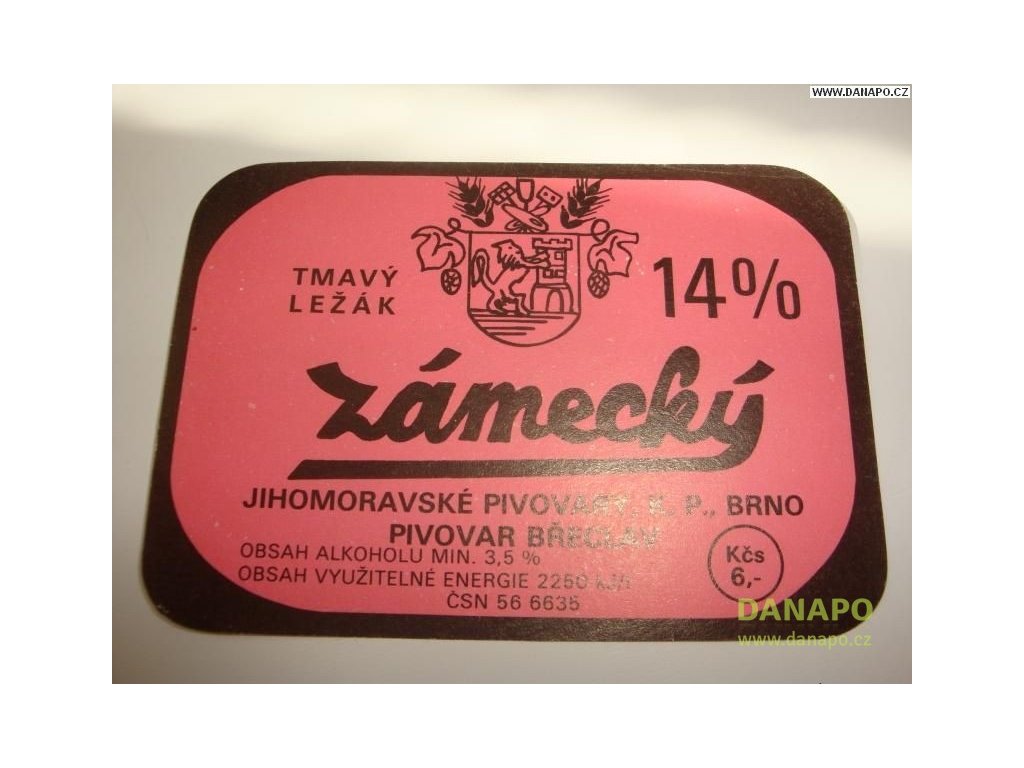 WWW.DANAPO.CZ
TMAVÝ
LEŽÁK
14%
zámecký
JIHOMORAVSKÉ PIVOVARY, K. P., BRNO
PIVOVAR BŘECLAV
OBSAH ALKOHOLU MIN. 3,5 %
OBSAH VYUŽITELNÉ ENERGIE 2250 kJ/l
ČSN 56 6635
Kčs
6,-
DANAPO
www.danapo.cz